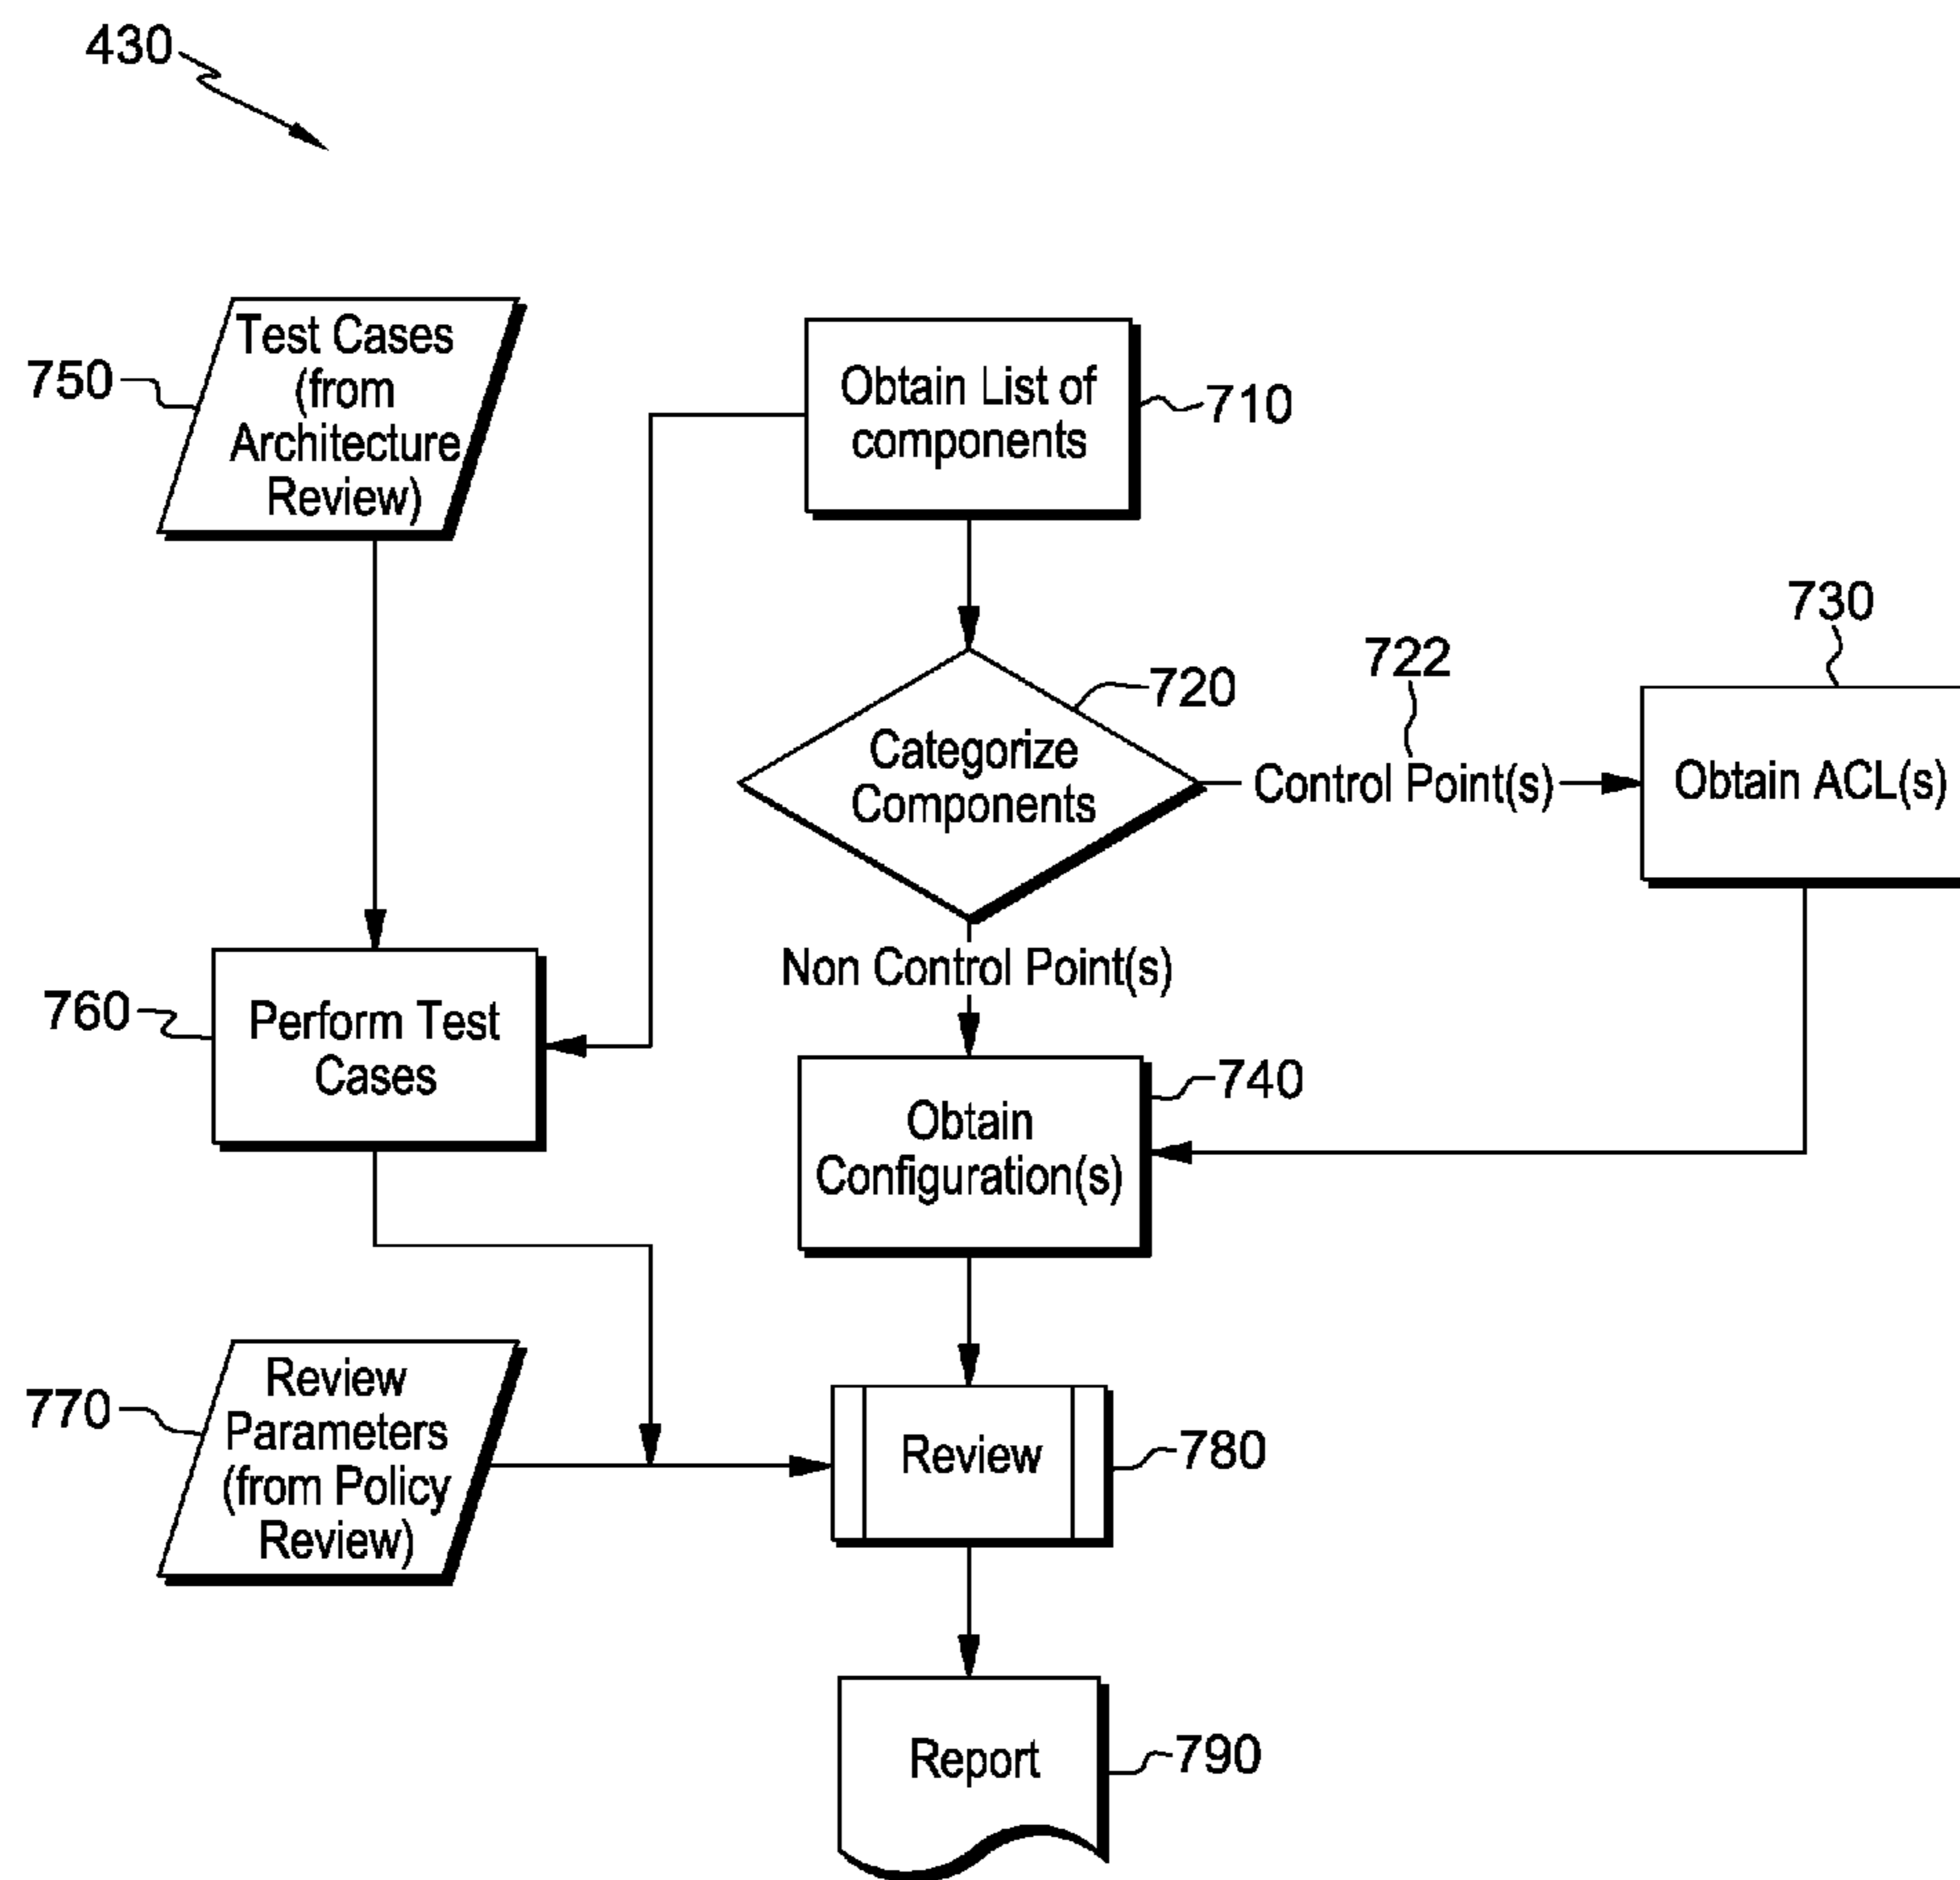 430
750
Test Cases
(from
Architecture
Review)
Obtain List of
components
710
720
Categorize
Components
722
Control Point(s)
730
Obtain ACL(s)
Non Control Point(s)
760
Perform Test
Cases
740
Obtain
Configuration(s)
770
Review
Parameters
(from Policy
Review)
Review
780
Report
790